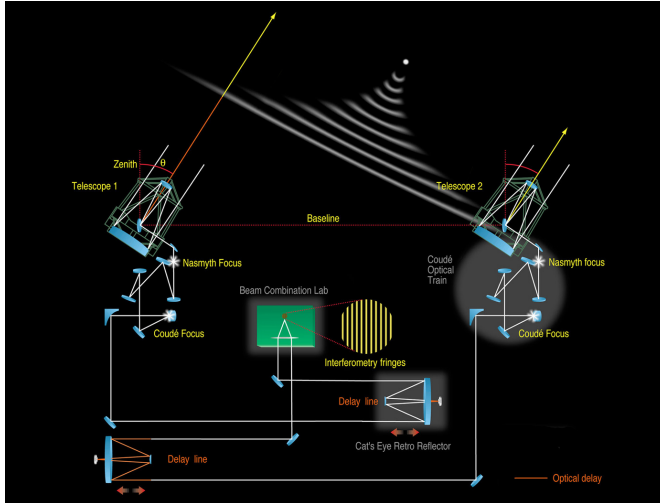 Zenith
θ
Telescope 1
Telescope 2
Baseline
Nasmyth Focus
Coudé
Optical
Train
Nasmyth focus
Beam Combination Lab
Coudé Focus
Coudé Focus
Interferometry fringes
Delay line
Cat's Eye Retro Reflector
Delay line
Optical delay